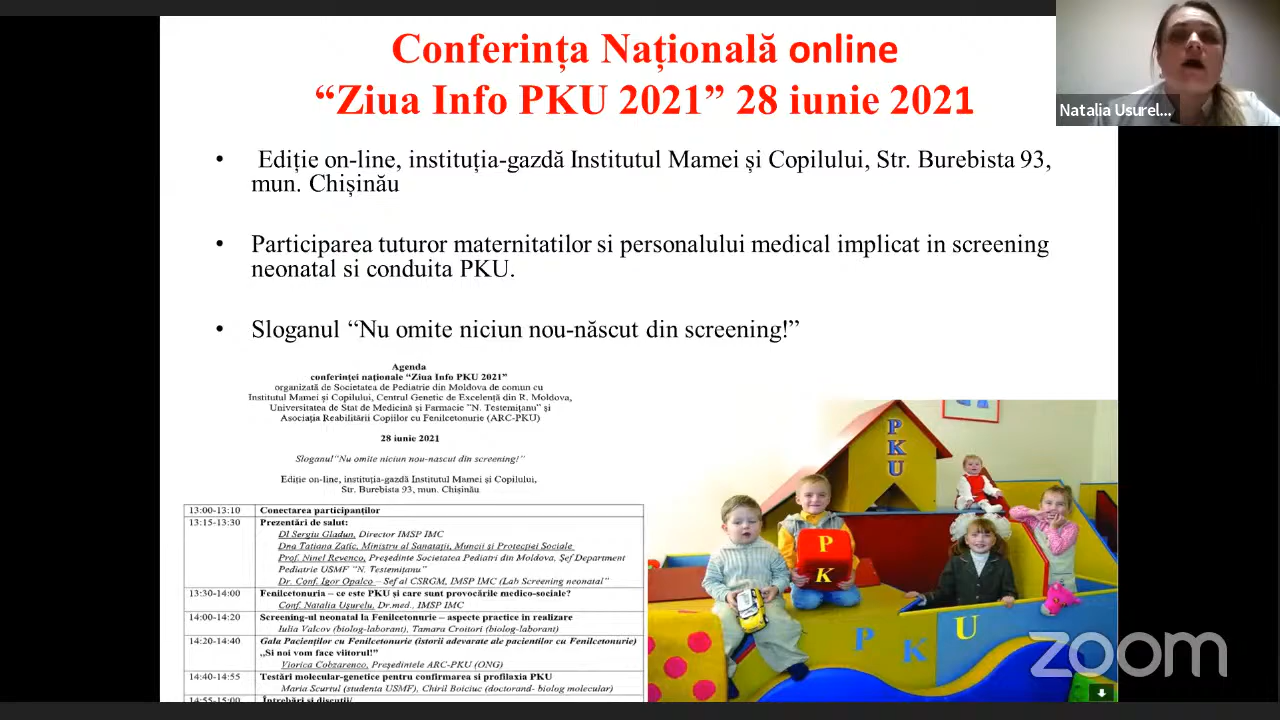 Conferința Națională online
“Ziua Info PKU 2021” 28 iunie 2021
Natalia Usurel...
• Ediție on-line, instituția-gazdă Institutul Mamei și Copilului, Str. Burebista 93,
mun. Chișinău
• Participarea tuturor maternitatilor si personalului medical implicat in screening
neonatal si conduita PKU.
• Sloganul “Nu omite niciun nou-născut din screening!”
Agenda
conferinței naționale “Ziua Info PKU 2021”
organizată de Societatea de Pediatrie din Moldova de comun cu
Institutul Mamei și Copilului, Centrul Genetic de Excelență din R. Moldova,
Universitatea de Stat de Medicină și Farmacie “N. Testemițanu” și
Asociația Reabilitării Copiilor cu Fenilcetonurie (ARC-PKU)
28 iunie 2021
Sloganul“Nu omite niciun nou-nascut din screening!”
Ediție on-line, instituția-gazdă Institutul Mamei și Copilului,
Str. Burebista 93, mun. Chișinău
13:00-13:10 Conectarea participanților
13:15-13:30 Prezentări de salut:
Dl Sergiu Gladun, Director IMSP IMC
Dna Tatiana Zatic, Ministru al Sanatații, Muncii și Protecției Sociale
Prof. Ninel Revenco, Președinte Societatea Pediatri din Moldova, Șef Department
Pediatrie USMF “N. Testemițanu”
Dr. Conf. Igor Opalco – Sef al CSRGM, IMSP IMC (Lab Screening neonatal”
13:30-14:00 Fenilcetonuria – ce este PKU și care sunt provocările medico-sociale?
Conf. Natalia Ușurelu, Dr.med., IMSP IMC
14:00-14:20 Screening-ul neonatal la Fenilcetonurie – aspecte practice in realizare
Iulia Valcov (biolog-laborant), Tamara Croitori (biolog-laborant)
14:20-14:40 Gala Pacienților cu Fenilcetonurie (istorii adevarate ale pacientilor cu Fenilcetonurie)
„Si noi vom face viitorul!”
Viorica Cobzarenco, Președintele ARC-PKU (ONG)
14:40-14:55 Testări molecular-genetice pentru confirmarea si profilaxia PKU
Maria Scurtul (studenta USMF), Chiril Boiciuc (doctorand- biolog molecular)
14:55-15:00 Întrebări si discuții/
PKU
P
K
P K U
zoom